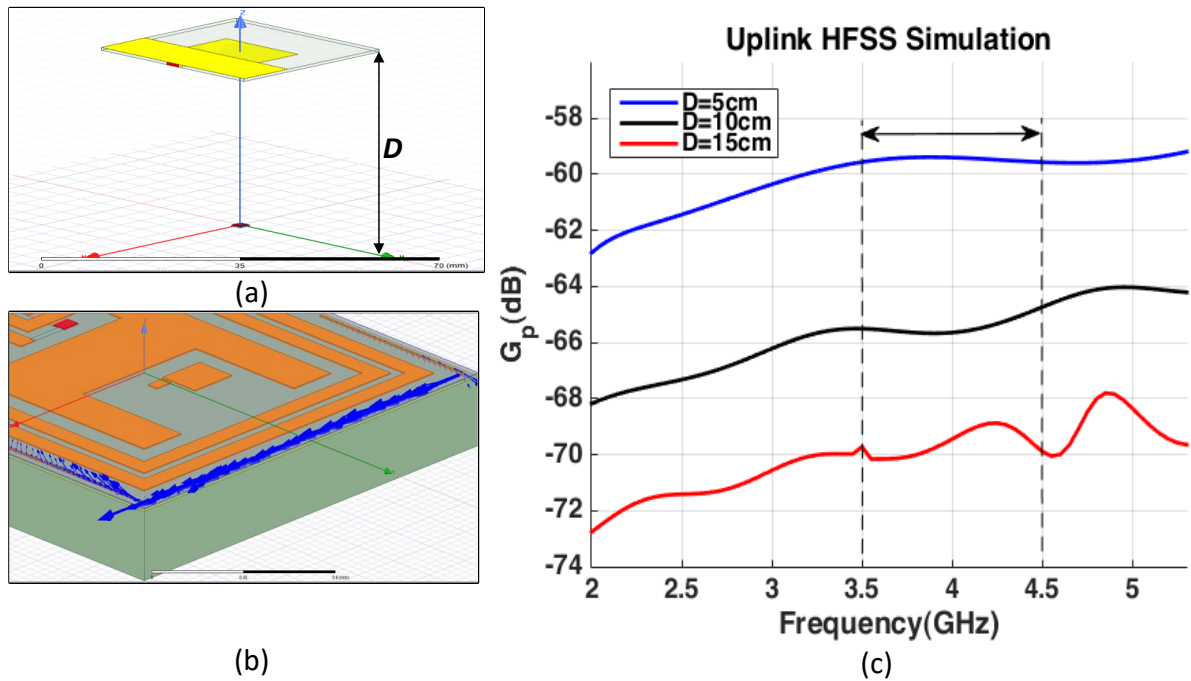 Z
D
0
35
70 (mm)
(a)
(b)
Uplink HFSS Simulation
D=5cm
D=10cm
D=15cm
-58
-60
-62
-64
-66
-68
-70
-72
-74
G_p(dB)
2
2.5
3
3.5
4
4.5
5
Frequency(GHz)
(c)